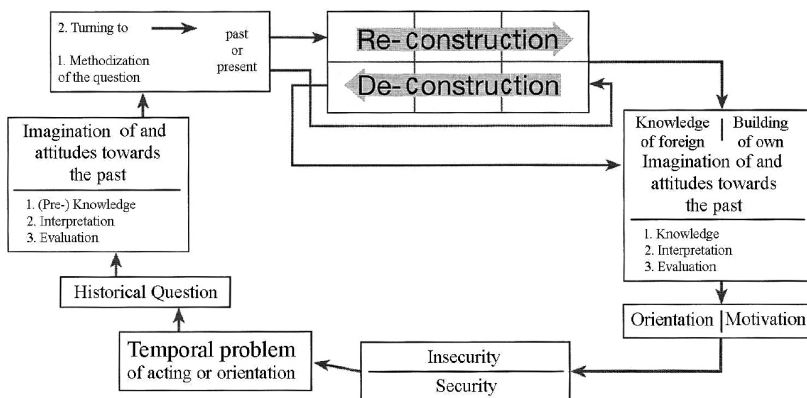 2. Turning to
past
or
present
1. Methodization
of the question
Re-Construction
De-Construction
Imagination of and
attitudes towards
the past
1. (Pre-) Knowledge
2. Interpretation
3. Evaluation
Knowledge
of foreign
Building
of own
Imagination of and
attitudes towards
the past
1. Knowledge
2. Interpretation
3. Evaluation
Historical Question
Orientation
Motivation
Temporal problem
of acting or orientation
Insecurity
Security